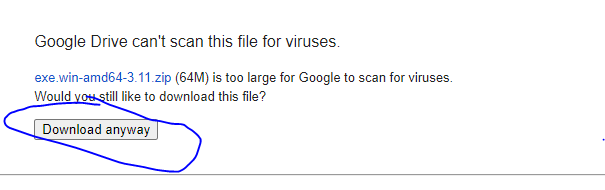 Google Drive can't scan this file for viruses.
exe.win-amd64-3.11.zip (64M) is too large for Google to scan for viruses.
Would you still like to download this file?
Download anyway